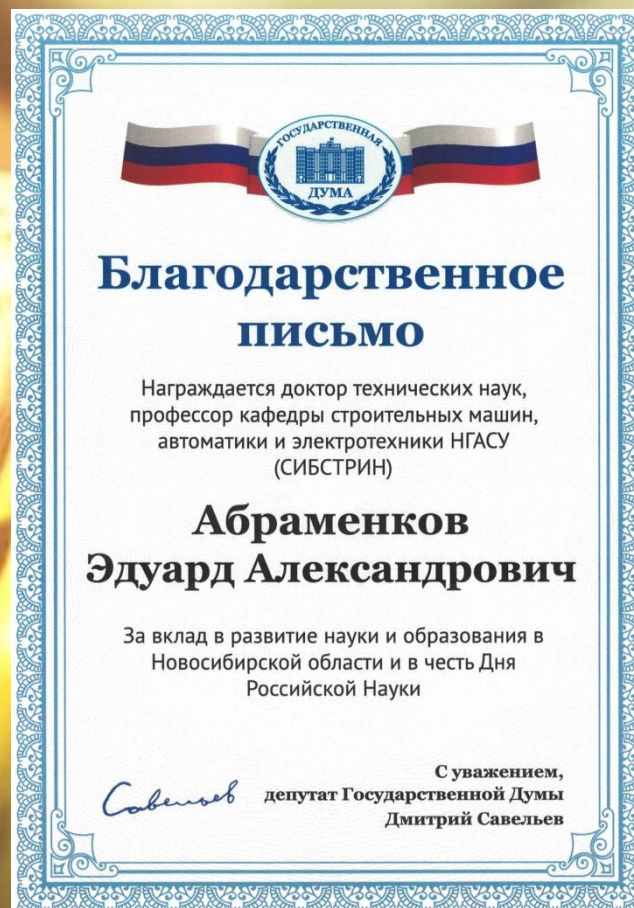 ГОСУДАРСТВЕННАЯ
ДУМА
Благодарственное
письмо
Награждается доктор технических наук,
профессор кафедры строительных машин,
автоматики и электротехники НГАСУ
(СИБСТРИН)
Абраменков
Эдуард Александрович
За вклад в развитие науки и образования в
Новосибирской области и в честь Дня
Российской Науки
С уважением,
депутат Государственной Думы
Дмитрий Савельев
Савельев